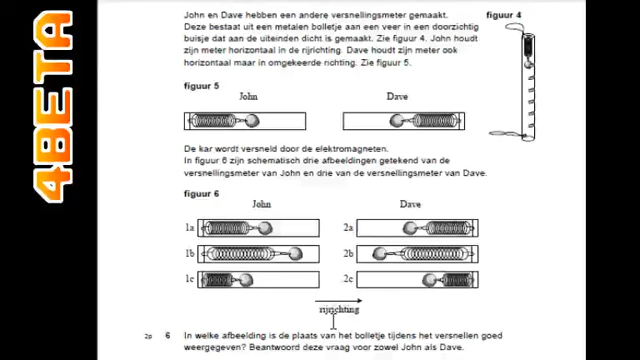 4BETA
John en Dave hebben een andere versnellingsmeter gemaakt.
Deze bestaat uit een metalen bolletje aan een veer in een doorzichtig
buisje dat aan de uiteinden dicht is gemaakt. Zie figuur 4. John houdt
zijn meter horizontaal in de rijrichting. Dave houdt zijn meter ook
horizontaal maar in omgekeerde richting. Zie figuur 5.
figuur 4
figuur 5
John Dave
De kar wordt versneld door de elektromagneten.
In figuur 6 zijn schematisch drie afbeeldingen getekend van de
versnellingsmeter van John en drie van de versnellingsmeter van Dave.
figuur 6
John Dave
1a 2a
1b 2b
1c 2c
rijrichting
2p 6 In welke afbeelding is de plaats van het bolletje tijdens het versnellen goed
weergegeven? Beantwoord deze vraag voor zowel John als Dave.